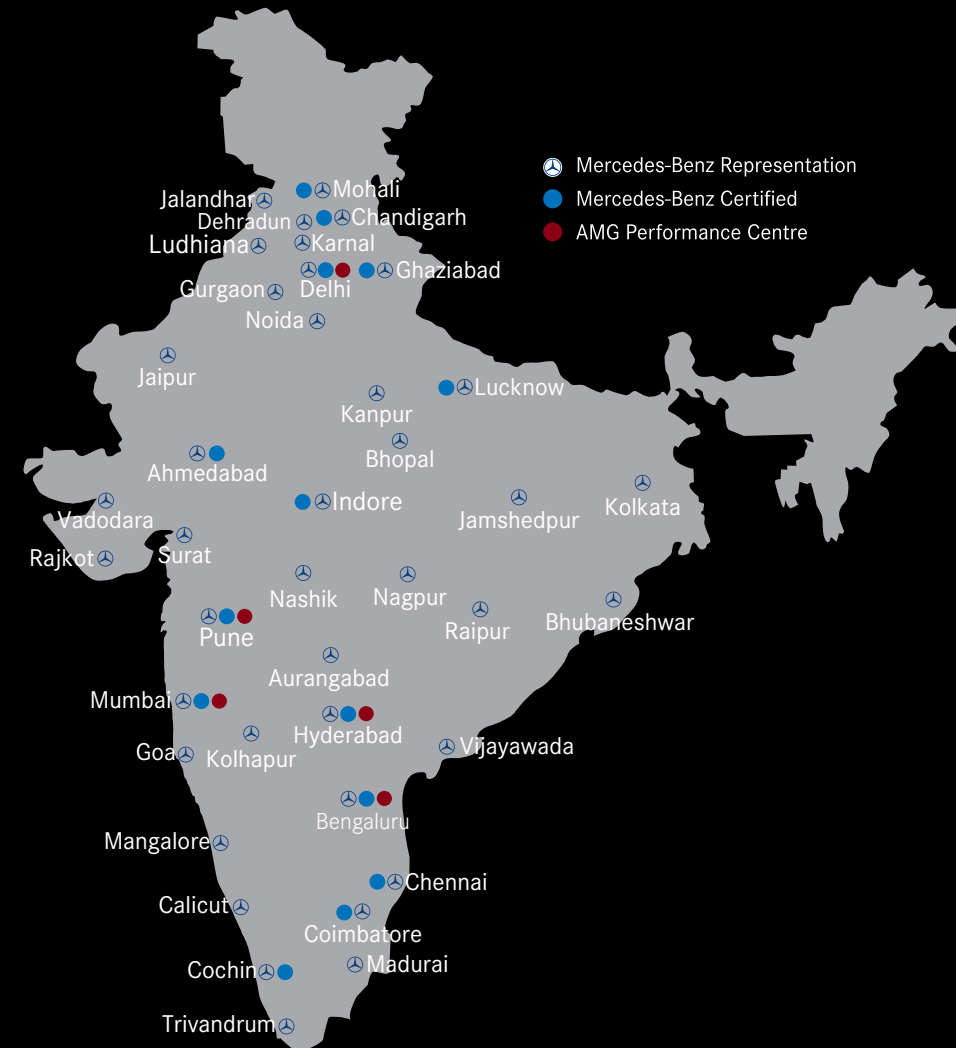 Mercedes-Benz Representation
Mercedes-Benz Certified
AMG Performance Centre
Mohali
Jalandhar
Chandigarh
Dehradun
Karnal
Ludhiana
Ghaziabad
Delhi
Gurgaon
Noida
Jaipur
Lucknow
Kanpur
Bhopal
Ahmedabad
Indore
Kolkata
Vadodara
Jamshedpur
Surat
Rajkot
Nashik
Nagpur
Bhubaneshwar
Raipur
Pune
Aurangabad
Mumbai
Hyderabad
Vijayawada
Goa
Kolhapur
Bengaluru
Mangalore
Chennai
Calicut
Coimbatore
Madurai
Cochin
Trivandrum